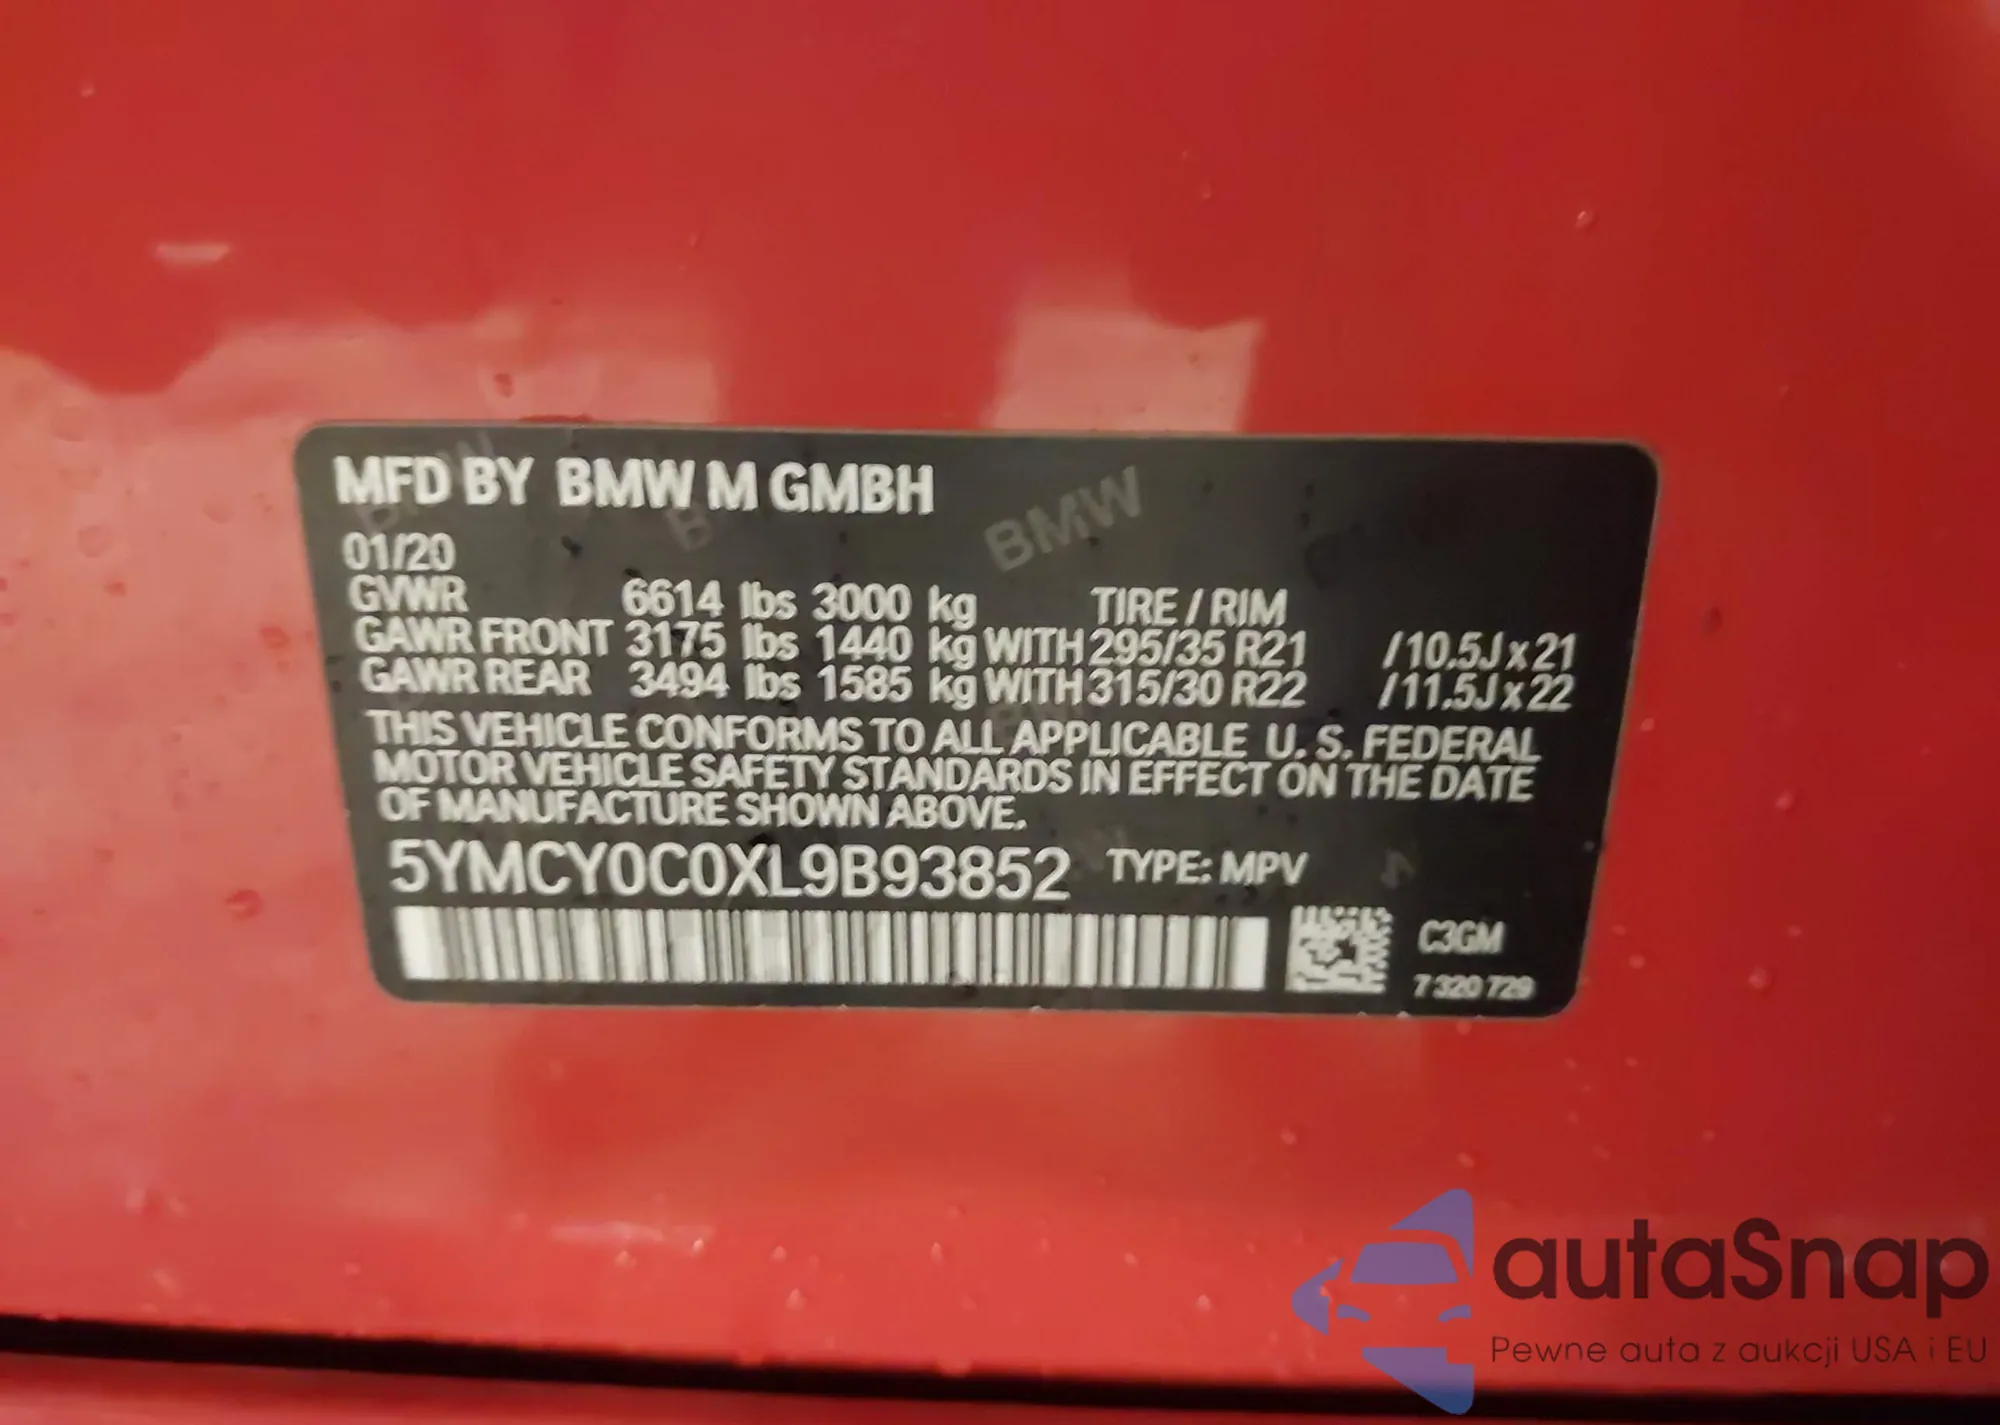 MFD BY BMW M GMBH
01/20
GVWR 6614 lbs 3000 kg TIRE / RIM
GAWR FRONT 3175 lbs 1440 kg WITH 295/35 R21 /10.5J x 21
GAWR REAR 3494 lbs 1585 kg WITH 315/30 R22 /11.5J x 22
THIS VEHICLE CONFORMS TO ALL APPLICABLE U. S. FEDERAL
MOTOR VEHICLE SAFETY STANDARDS IN EFFECT ON THE DATE
OF MANUFACTURE SHOWN ABOVE.
5YMCY0C0XL9B93852 TYPE: MPV
C3GM
7 320 729
BMW
autaSnap
Pewne auta z aukcji USA i EU